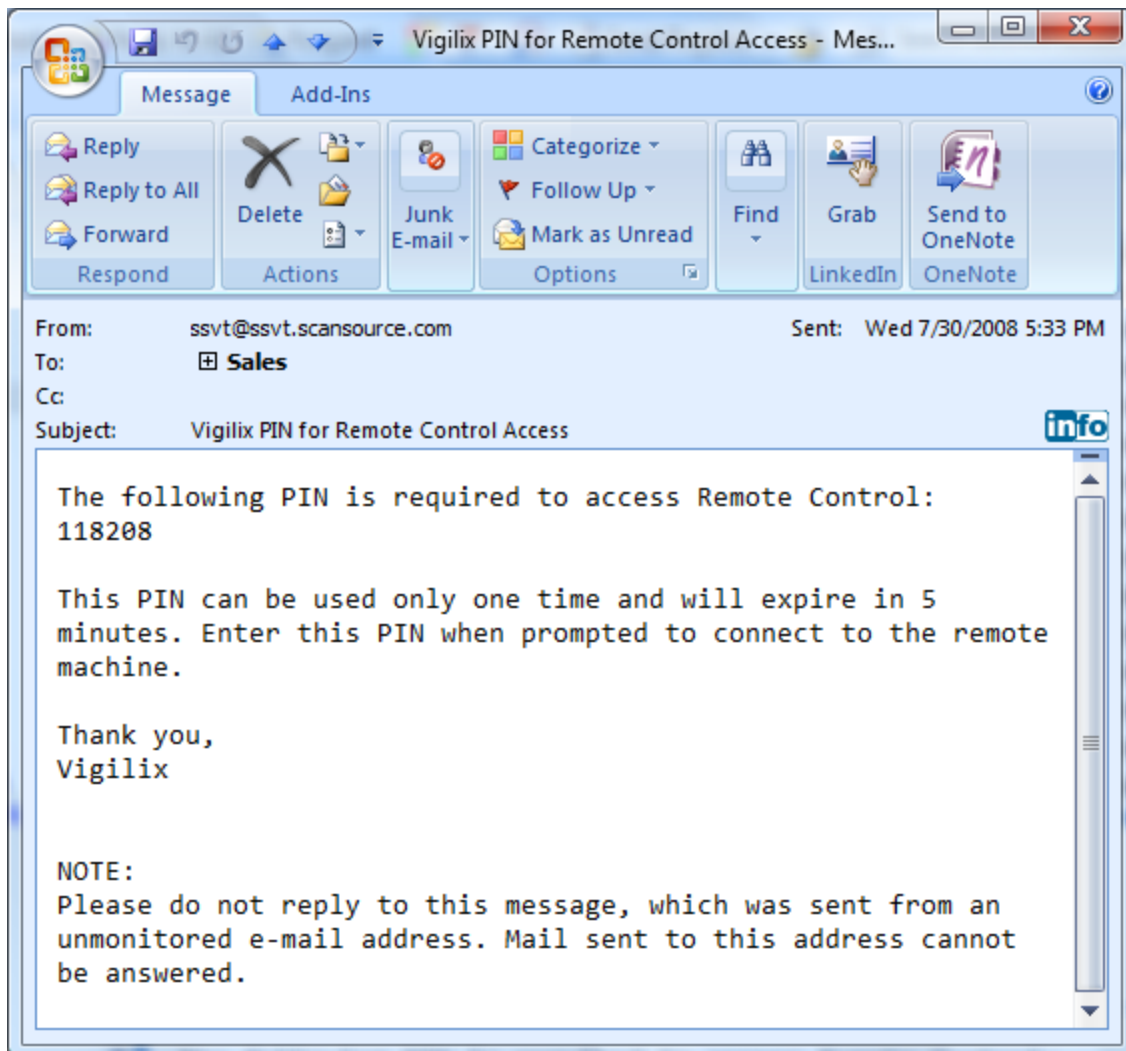 Vigilix PIN for Remote Control Access - Mes...
Message Add-Ins
Reply
Reply to All
Forward
Respond
Delete
Actions
Junk
E-mail
Categorize
Follow Up
Mark as Unread
Options
Find
Grab
LinkedIn
Send to
OneNote
OneNote
From: ssvt@ssvt.scansource.com Sent: Wed 7/30/2008 5:33 PM
To: Sales
Cc:
Subject: Vigilix PIN for Remote Control Access
info
The following PIN is required to access Remote Control:
118208
This PIN can be used only one time and will expire in 5
minutes. Enter this PIN when prompted to connect to the remote
machine.
Thank you,
Vigilix
NOTE:
Please do not reply to this message, which was sent from an
unmonitored e-mail address. Mail sent to this address cannot
be answered.